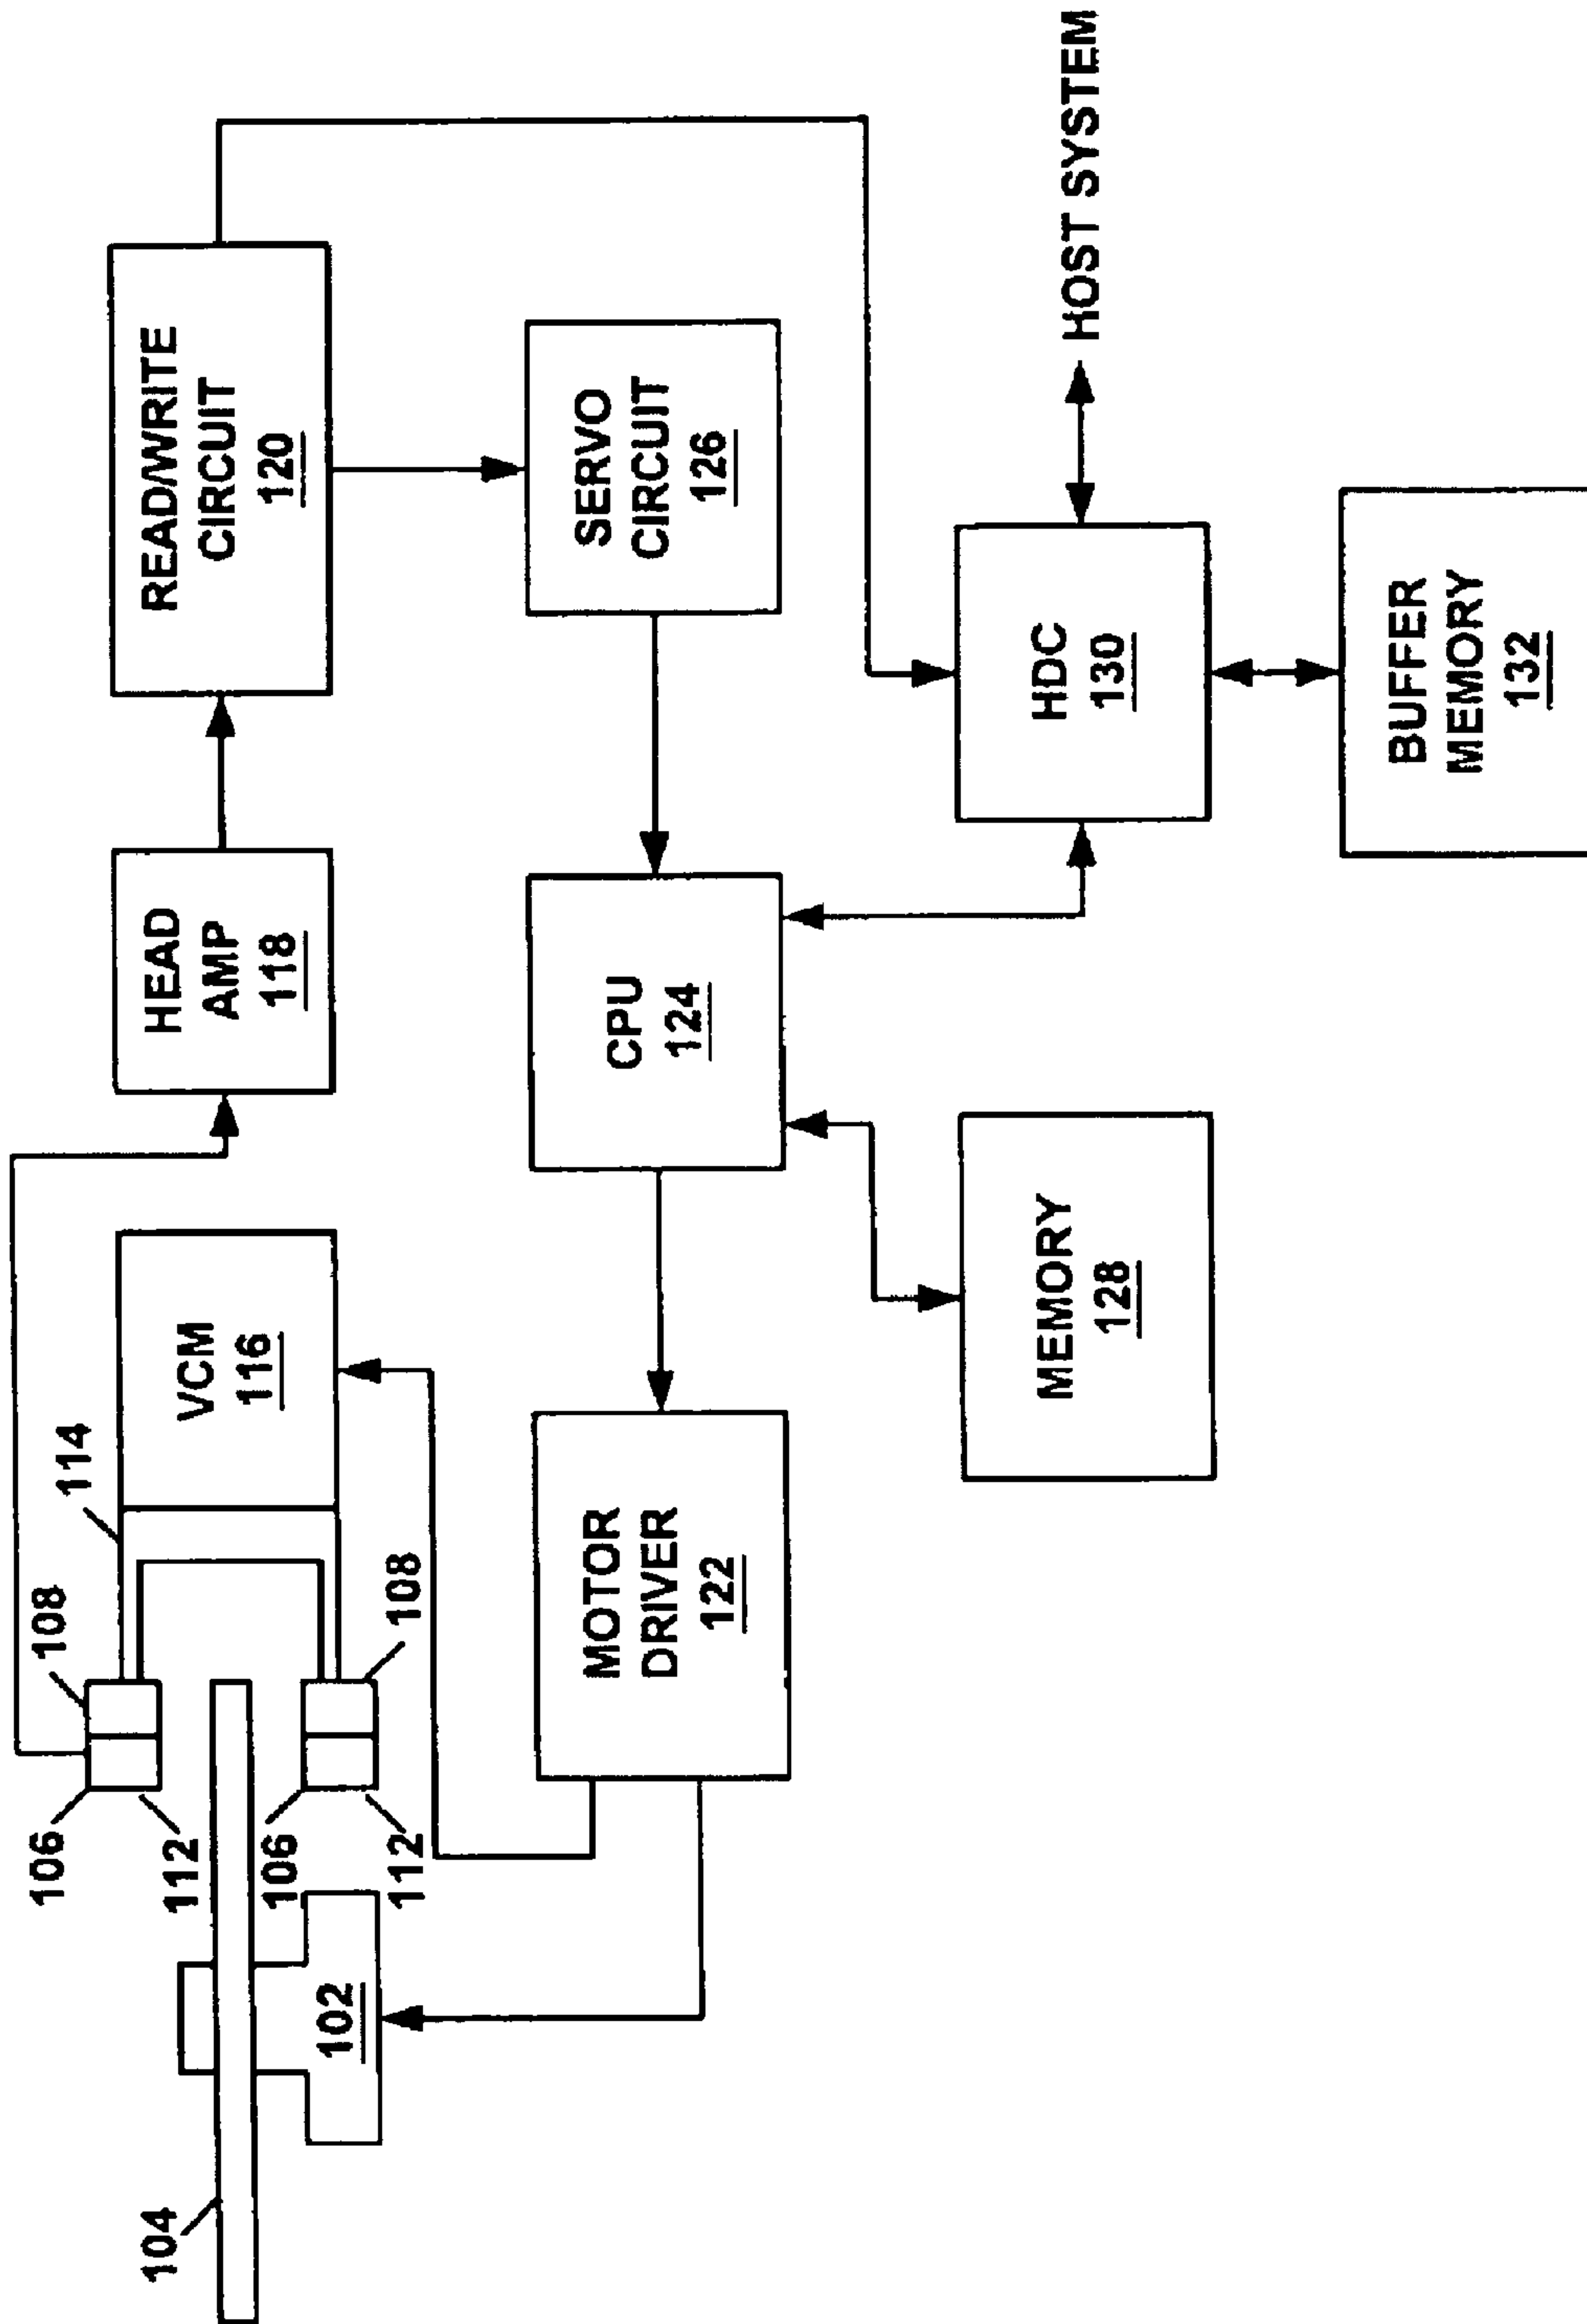 104
106
108
114
112
106
112
108
102
VCM
116
HEAD
AMP
118
READ/WRITE
CIRCUIT
120
MOTOR
DRIVER
122
CPU
124
SERVO
CIRCUIT
126
MEMORY
128
HDC
130
HOST SYSTEM
BUFFER
MEMORY
132